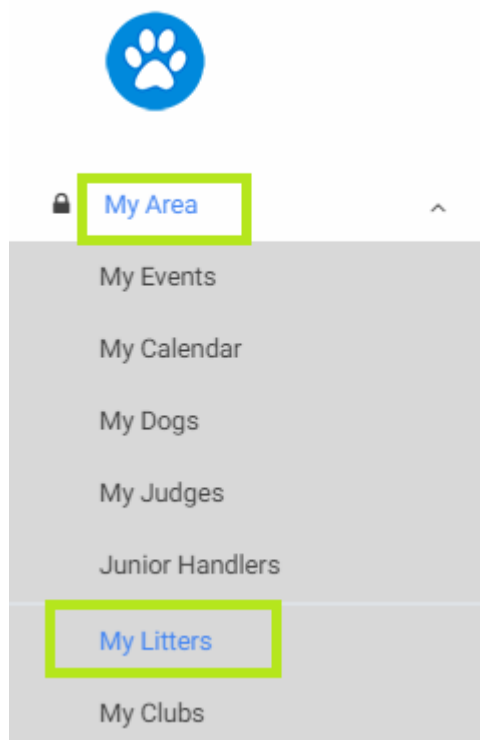 My Area
My Events
My Calendar
My Dogs
My Judges
Junior Handlers
My Litters
My Clubs